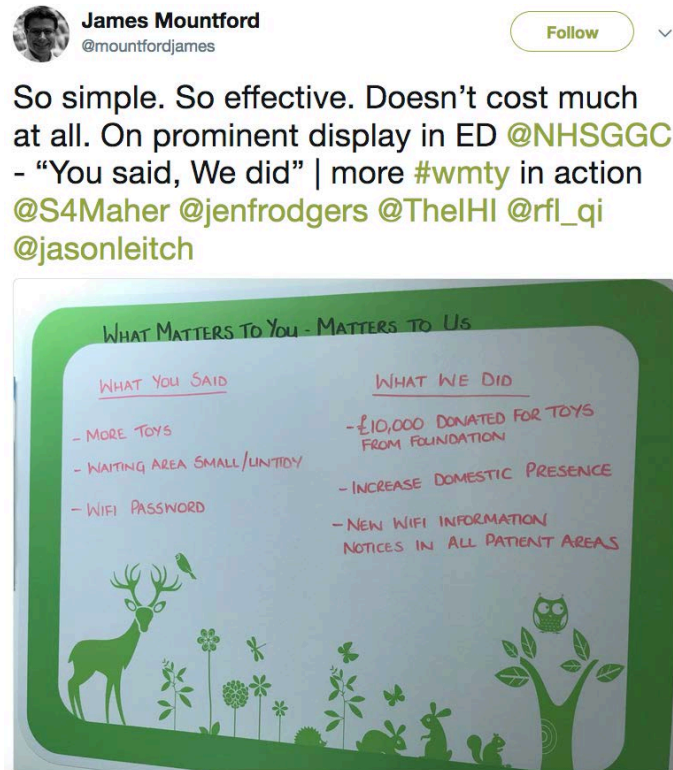 James Mountford
@mountfordjames
Follow
So simple. So effective. Doesn’t cost much
at all. On prominent display in ED @NHSGGC
- “You said, We did” | more #wmty in action
@S4Maher @jenfrodgers @TheIHI @rfl_qi
@jasonleitch
WHAT MATTERS TO YOU - MATTERS TO US
WHAT YOU SAID
- MORE TOYS
- WAITING AREA SMALL/UNTIDY
- WIFI PASSWORD
WHAT WE DID
- £10,000 DONATED FOR TOYS
FROM FOUNDATION
- INCREASE DOMESTIC PRESENCE
- NEW WIFI INFORMATION
NOTICES IN ALL PATIENT AREAS